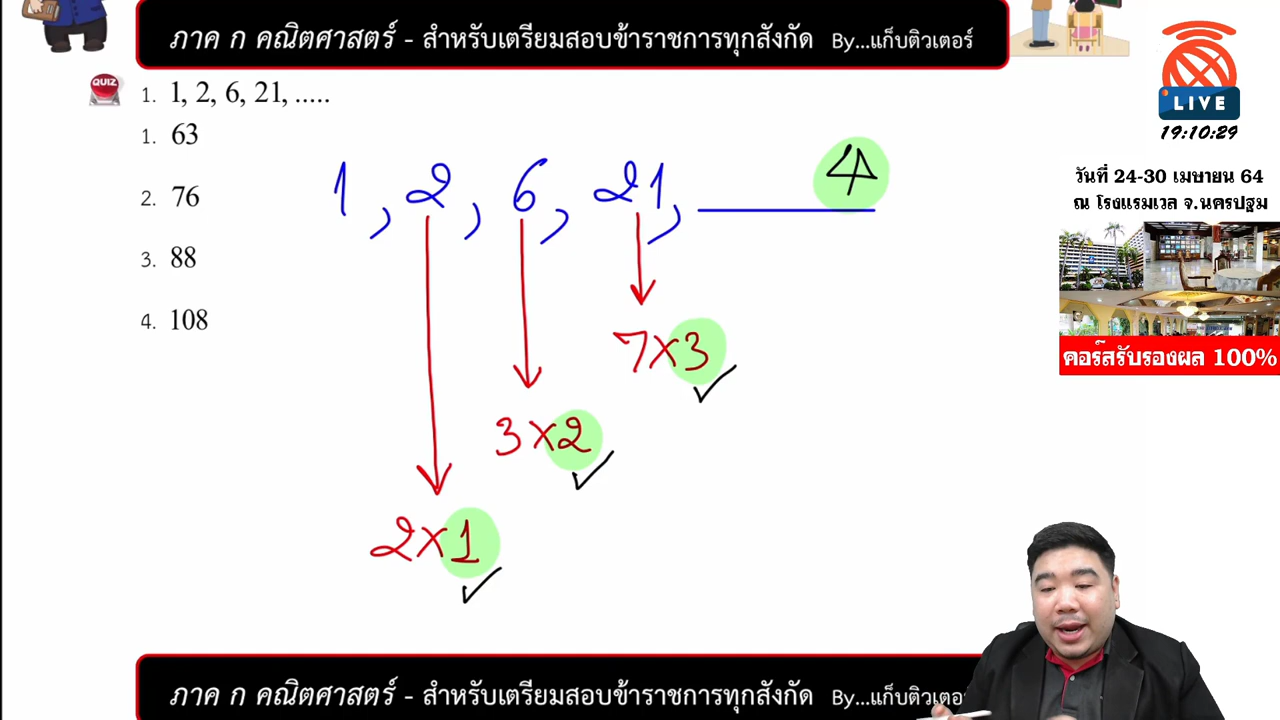 ภาค ก คณิตศาสตร์ - สำหรับเตรียมสอบข้าราชการทุกสังกัด By...แก็บติวเตอร์
QUIZ
1. 1, 2, 6, 21, .....
1. 63
2. 76
3. 88
4. 108
1, 2, 6, 21, 4
7x3
3x2
2x1
LIVE
19:10:29
วันที่ 24-30 เมษายน 64
ณ โรงแรมเวล จ.นครปฐม
คอร์สรับรองผล 100%
ภาค ก คณิตศาสตร์ - สำหรับเตรียมสอบข้าราชการทุกสังกัด By...แก็บติวเตอ